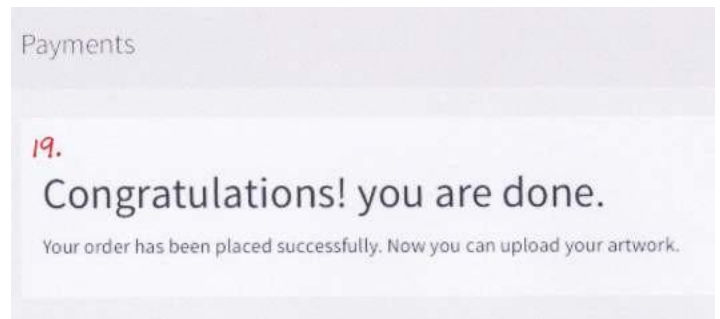 Payments
19.
Congratulations! you are done.
Your order has been placed successfully. Now you can upload your artwork.